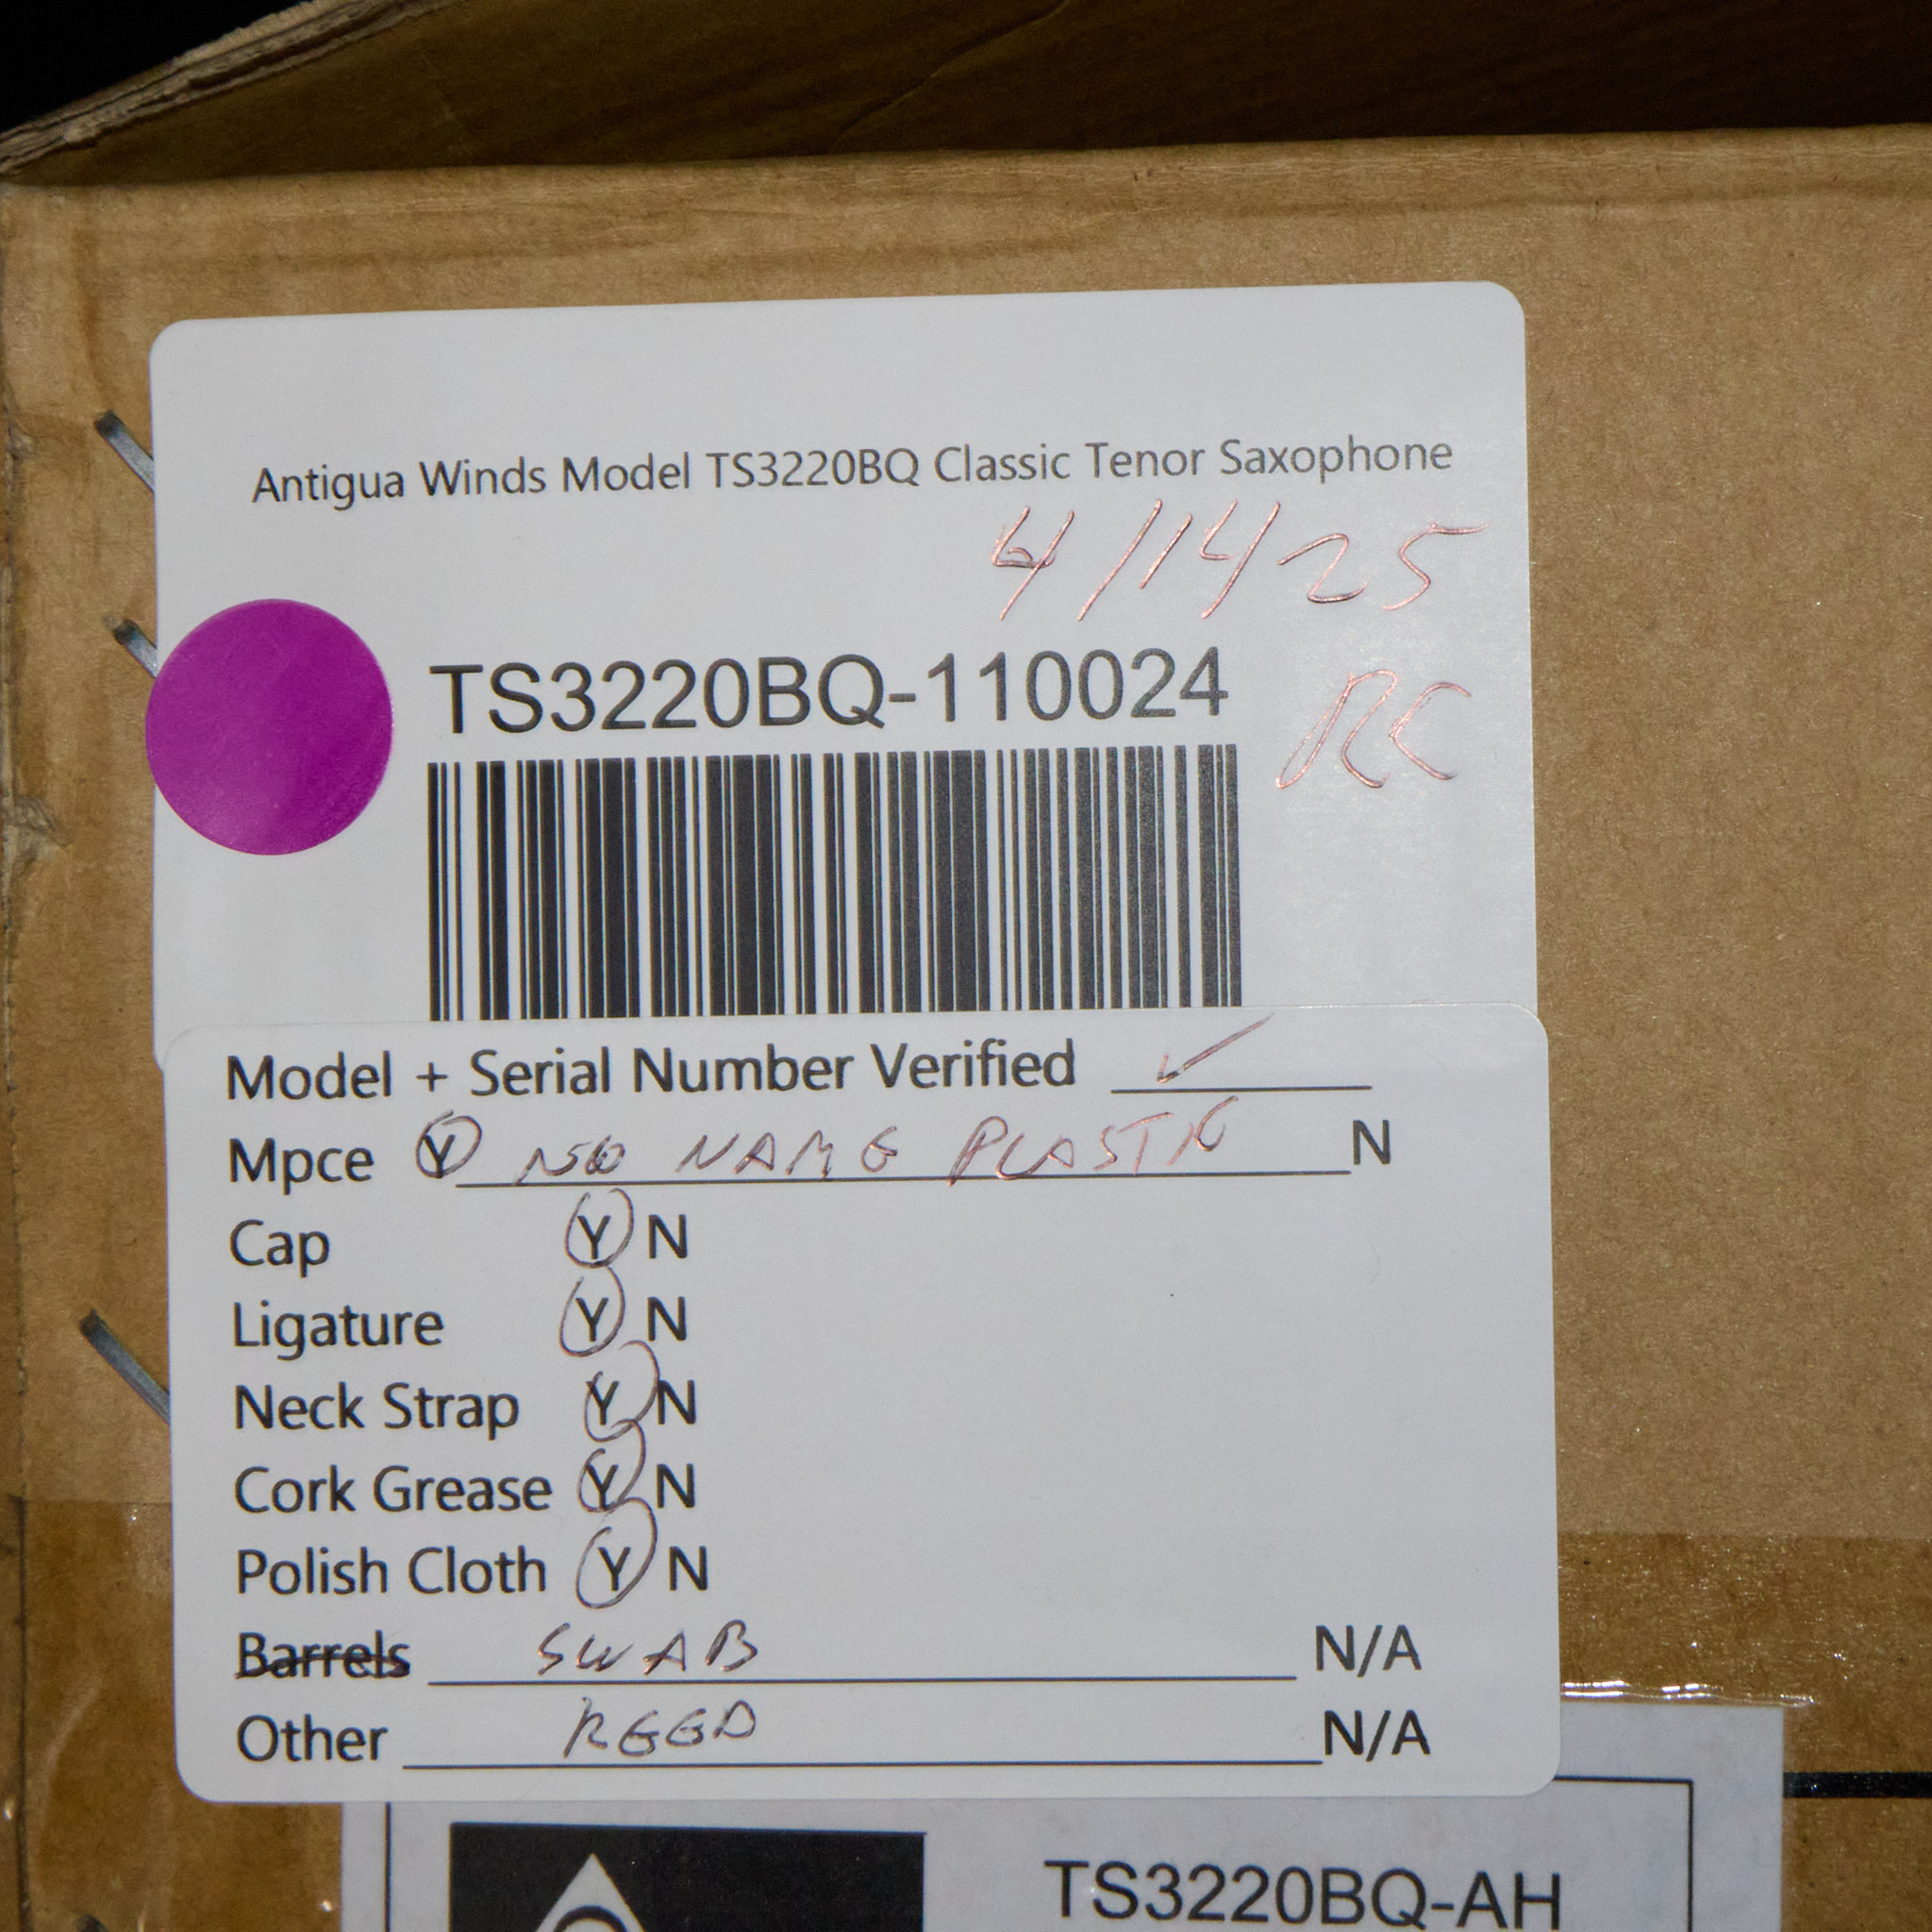 Antigua Winds Model TS3220BQ Classic Tenor Saxophone
4/14/25
TS3220BQ-110024
RC
Model + Serial Number Verified ✓
Mpce Y NO NAME PLASTIC N
Cap Y N
Ligature Y N
Neck Strap Y N
Cork Grease Y N
Polish Cloth Y N
Barrels SWAB N/A
Other REED N/A
TS3220BQ-AH